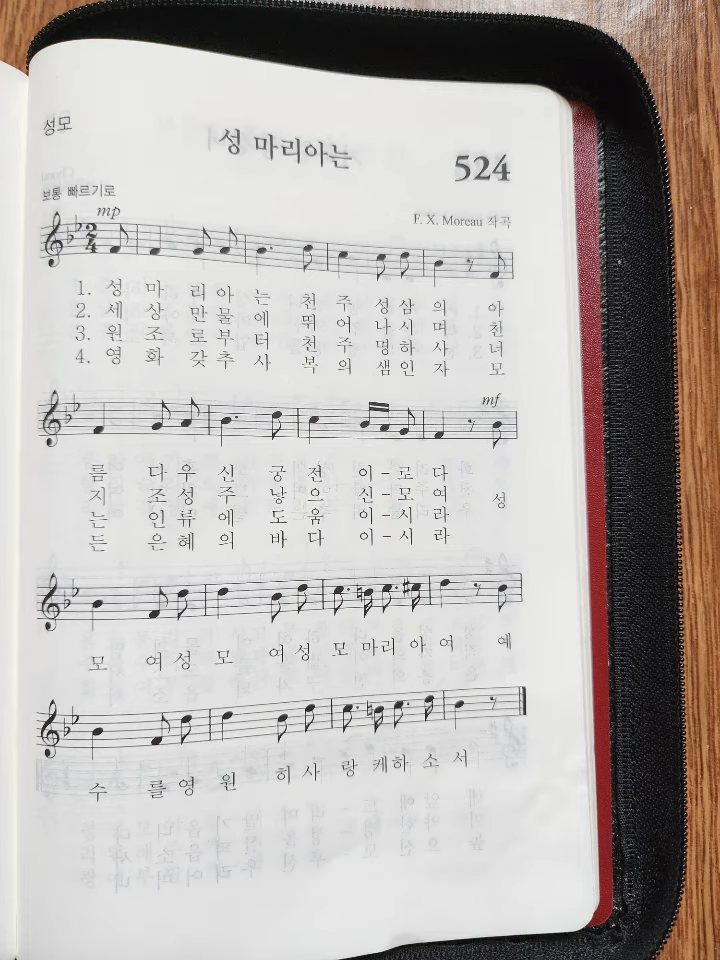 성모
성 마리아는
524
보통 빠르기로
mp
F. X. Moreau 작곡
2
4
1. 성 마 리 아 는 천 주 성 삼 의 아
2. 세 상 만 물 에 뛰 어 나 시 며 찬
3. 원 조 로 부 터 천 주 명 하 사 너
4. 영 화 갖 추 사 복 의 샘 인 자 모
mf
름 다 우 신 궁 전 이 - 로 다
지 조 성 주 낳 으 신 - 모 여 성
는 인 류 에 도 움 이 - 시 라
든 은 혜 의 바 다 이 - 시 라
모 여 성 모 여 성 모 마 리 아 여 예
수 를 영 원 히 사 랑 케 하 소 서